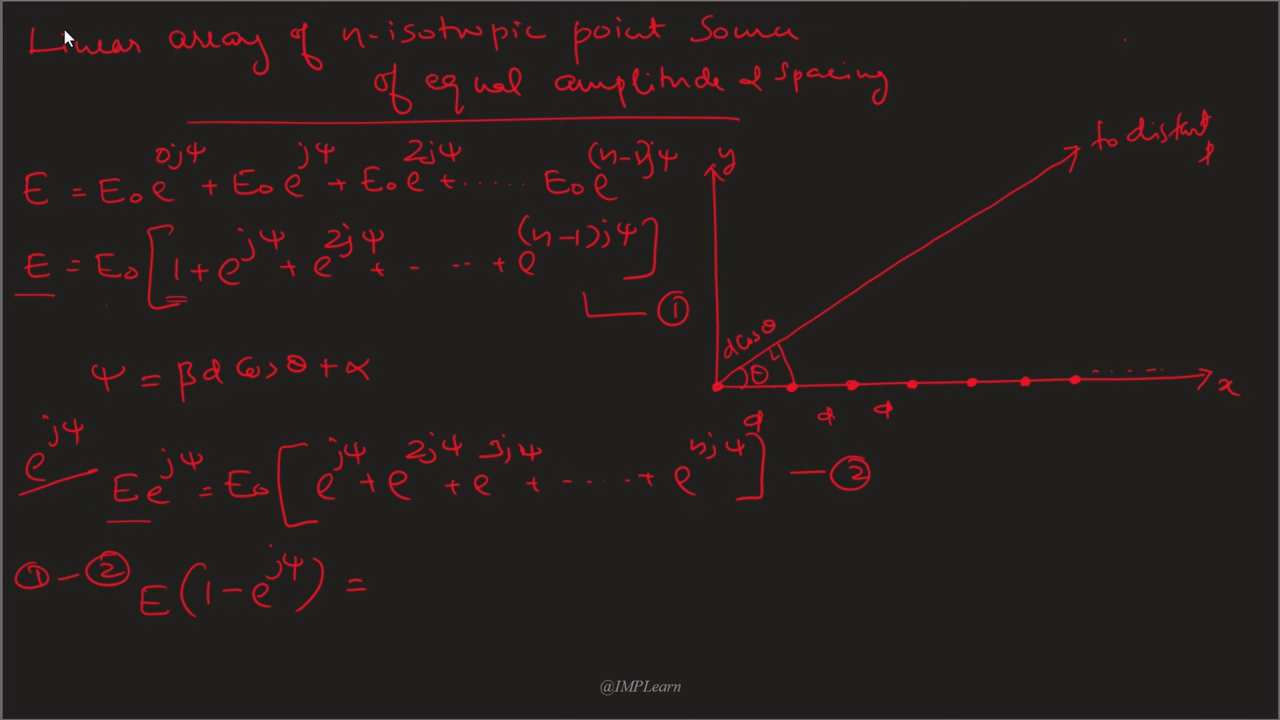 Linear array of n-isotropic point Source
of equal amplitude & spacing
E = E₀e^{0jψ} + E₀e^{jψ} + E₀e^{2jψ} + ...... E₀e^{(n-1)jψ}
E = E₀[1 + e^{jψ} + e^{2jψ} + - -- + e^{(n-1)jψ}]
①
ψ = βd Cosθ + α
e^{jψ}
Ee^{jψ} = E₀[e^{jψ} + e^{2jψ} + e^{3jψ} + ----- + e^{njψ}] — ②
① - ② E(1 - e^{jψ}) =
y
to distant
p
dCosθ
θ
x
d d d
@IMPLearn